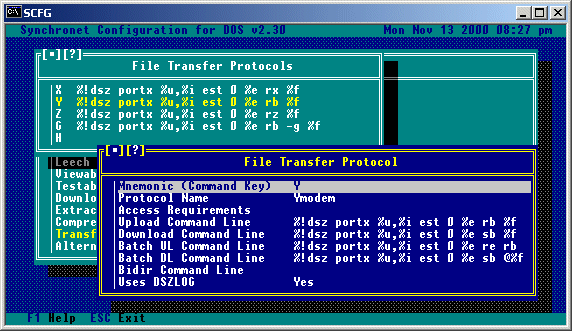 SCFG
Synchronet Configuration for DOS v2.30 Mon Nov 13 2000 08:27 pm
[■][?]
File Transfer Protocols
X %!dsz portx %u,%i est 0 %e rx %f
Y %!dsz portx %u,%i est 0 %e rb %f
Z %!dsz portx %u,%i est 0 %e rz %f
G %!dsz portx %u,%i est 0 %e rb -g %f
H
Leech
Viewab
Testab
Downlo
Extrac
Compre
Transf
Altern
[■][?]
File Transfer Protocol
Mnemonic (Command Key) Y
Protocol Name Ymodem
Access Requirements
Upload Command Line %!dsz portx %u,%i est 0 %e rb %f
Download Command Line %!dsz portx %u,%i est 0 %e sb %f
Batch UL Command Line %!dsz portx %u,%i est 0 %e re rb
Batch DL Command Line %!dsz portx %u,%i est 0 %e sb @%f
Bidir Command Line
Uses DSZLOG Yes
F1 Help ESC Exit